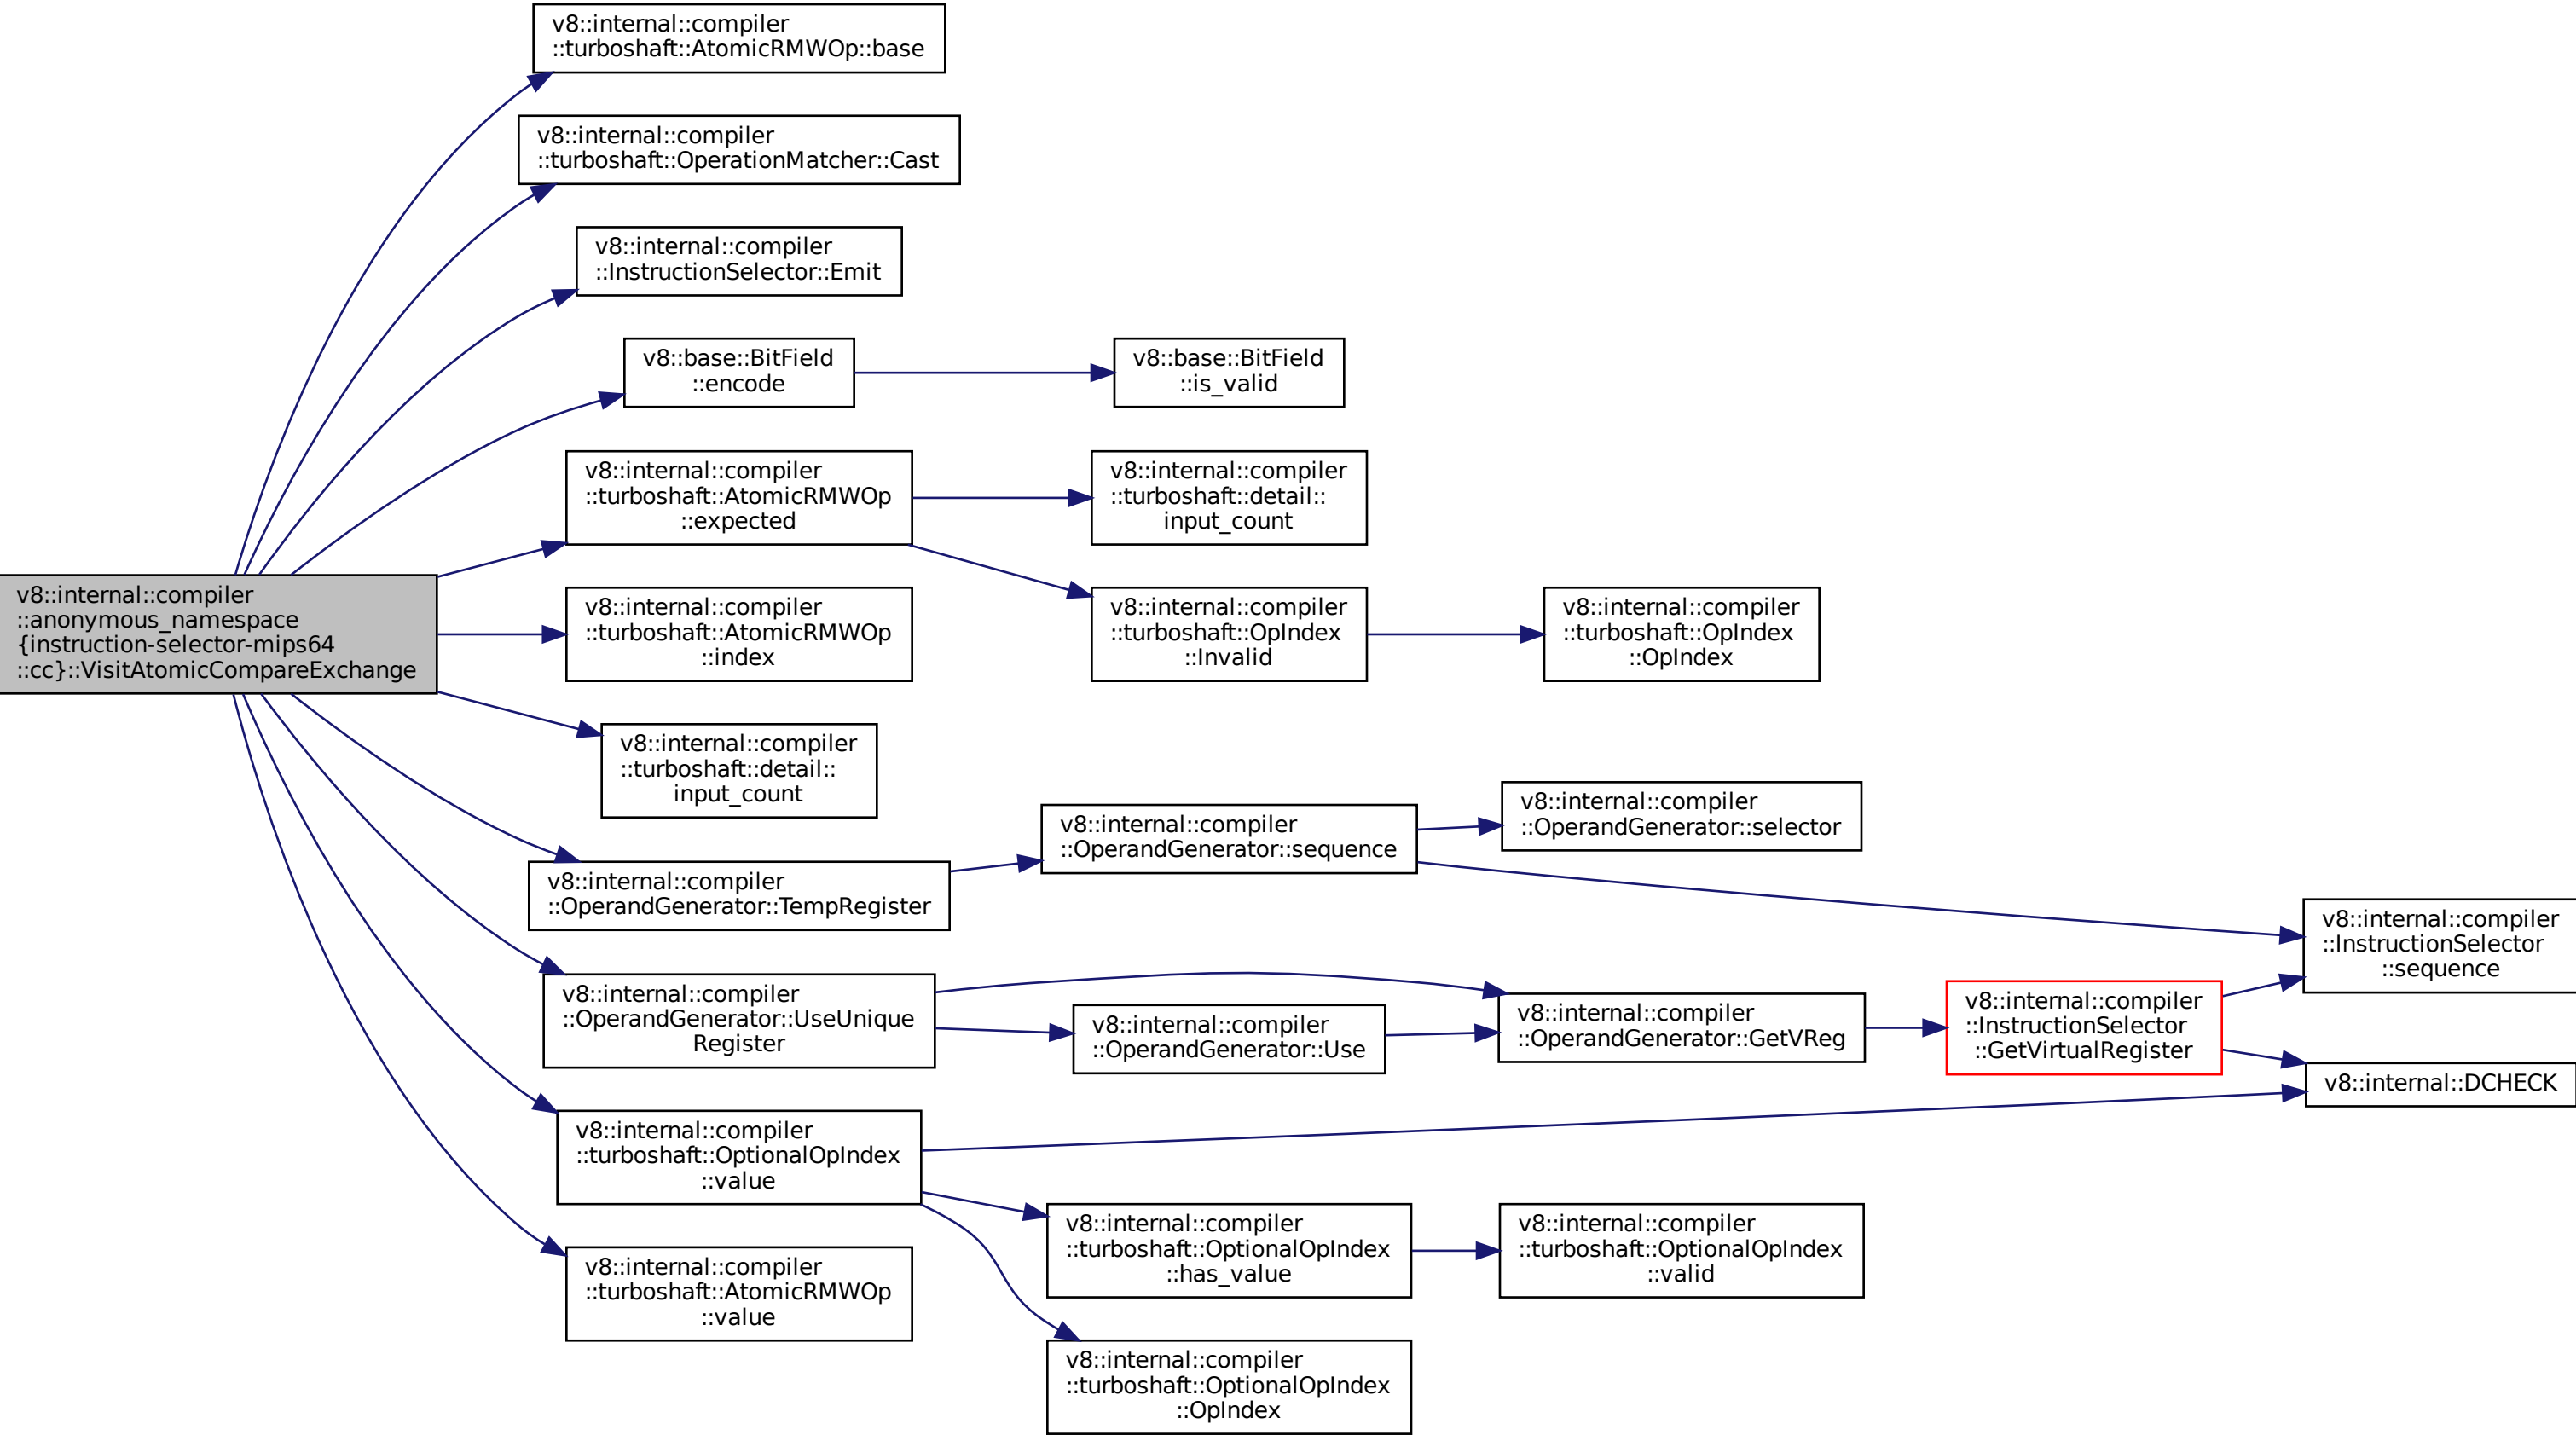 v8::internal::compiler
::anonymous_namespace
{instruction-selector-mips64
::cc}::VisitAtomicCompareExchange
v8::internal::compiler
::turboshaft::AtomicRMWOp::base
v8::internal::compiler
::turboshaft::OperationMatcher::Cast
v8::internal::compiler
::InstructionSelector::Emit
v8::base::BitField
::encode
v8::base::BitField
::is_valid
v8::internal::compiler
::turboshaft::AtomicRMWOp
::expected
v8::internal::compiler
::turboshaft::detail::
input_count
v8::internal::compiler
::turboshaft::AtomicRMWOp
::index
v8::internal::compiler
::turboshaft::OpIndex
::Invalid
v8::internal::compiler
::turboshaft::OpIndex
::OpIndex
v8::internal::compiler
::turboshaft::detail::
input_count
v8::internal::compiler
::OperandGenerator::TempRegister
v8::internal::compiler
::OperandGenerator::sequence
v8::internal::compiler
::OperandGenerator::selector
v8::internal::compiler
::InstructionSelector
::sequence
v8::internal::compiler
::OperandGenerator::UseUnique
Register
v8::internal::compiler
::OperandGenerator::Use
v8::internal::compiler
::OperandGenerator::GetVReg
v8::internal::compiler
::InstructionSelector
::GetVirtualRegister
v8::internal::DCHECK
v8::internal::compiler
::turboshaft::OptionalOpIndex
::value
v8::internal::compiler
::turboshaft::OptionalOpIndex
::has_value
v8::internal::compiler
::turboshaft::OptionalOpIndex
::valid
v8::internal::compiler
::turboshaft::AtomicRMWOp
::value
v8::internal::compiler
::turboshaft::OptionalOpIndex
::OpIndex